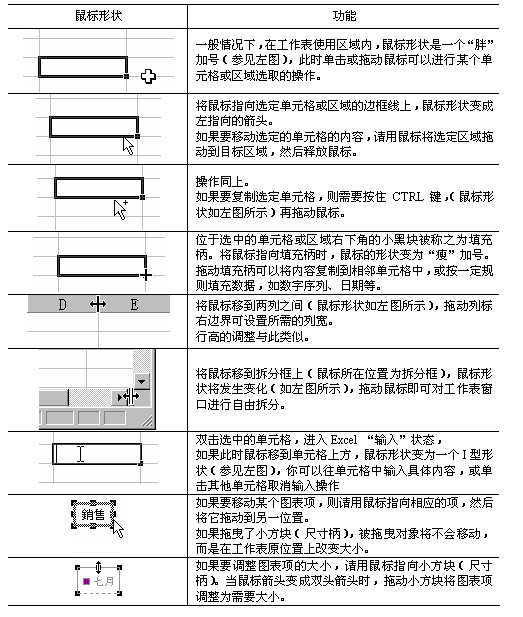 鼠标形状
功能
一般情况下，在工作表使用区域内，鼠标形状是一个“胖”
加号（参见左图），此时单击或拖动鼠标可以进行某个单
元格或区域选取的操作。
将鼠标指向选定单元格或区域的边框线上，鼠标形状变成
左指向的箭头。
如果要移动选定的单元格的内容，请用鼠标将选定区域拖
动到目标区域，然后释放鼠标。
操作同上。
如果要复制选定单元格，则需要按住 CTRL 键，（鼠标形
状如左图所示）再拖动鼠标。
位于选中的单元格或区域右下角的小黑块被称之为填充
柄。将鼠标指向填充柄时，鼠标的形状变为“瘦”加号。
拖动填充柄可以将内容复制到相邻单元格中，或按一定规
则填充数据，如数字序列、日期等。
D E
将鼠标移到两列之间（鼠标形状如左图所示），拖动列标
右边界可设置所需的列宽。
行高的调整与此类似。
将鼠标移到拆分框上（鼠标所在位置为拆分框），鼠标形
状将发生变化（如左图所示），拖动鼠标即可对工作表窗
口进行自由拆分。
双击选中的单元格，进入 Excel “输入”状态，
如果此时鼠标移到单元格上方，鼠标形状变为一个 I 型形
状（参见左图），你可以往单元格中输入具体内容，或单
击其他单元格取消输入操作
銷售
如果要移动某个图表项，则请用鼠标指向相应的项，然后
将它拖动到另一位置。
如果拖曳了小方块（尺寸柄），被拖曳对象将不会移动，
而是在工作表原位置上改变大小。
七月
如果要调整图表项的大小，请用鼠标指向小方块（尺寸
柄）。当鼠标箭头变成双头箭头时，拖动小方块将图表项
调整为需要大小。